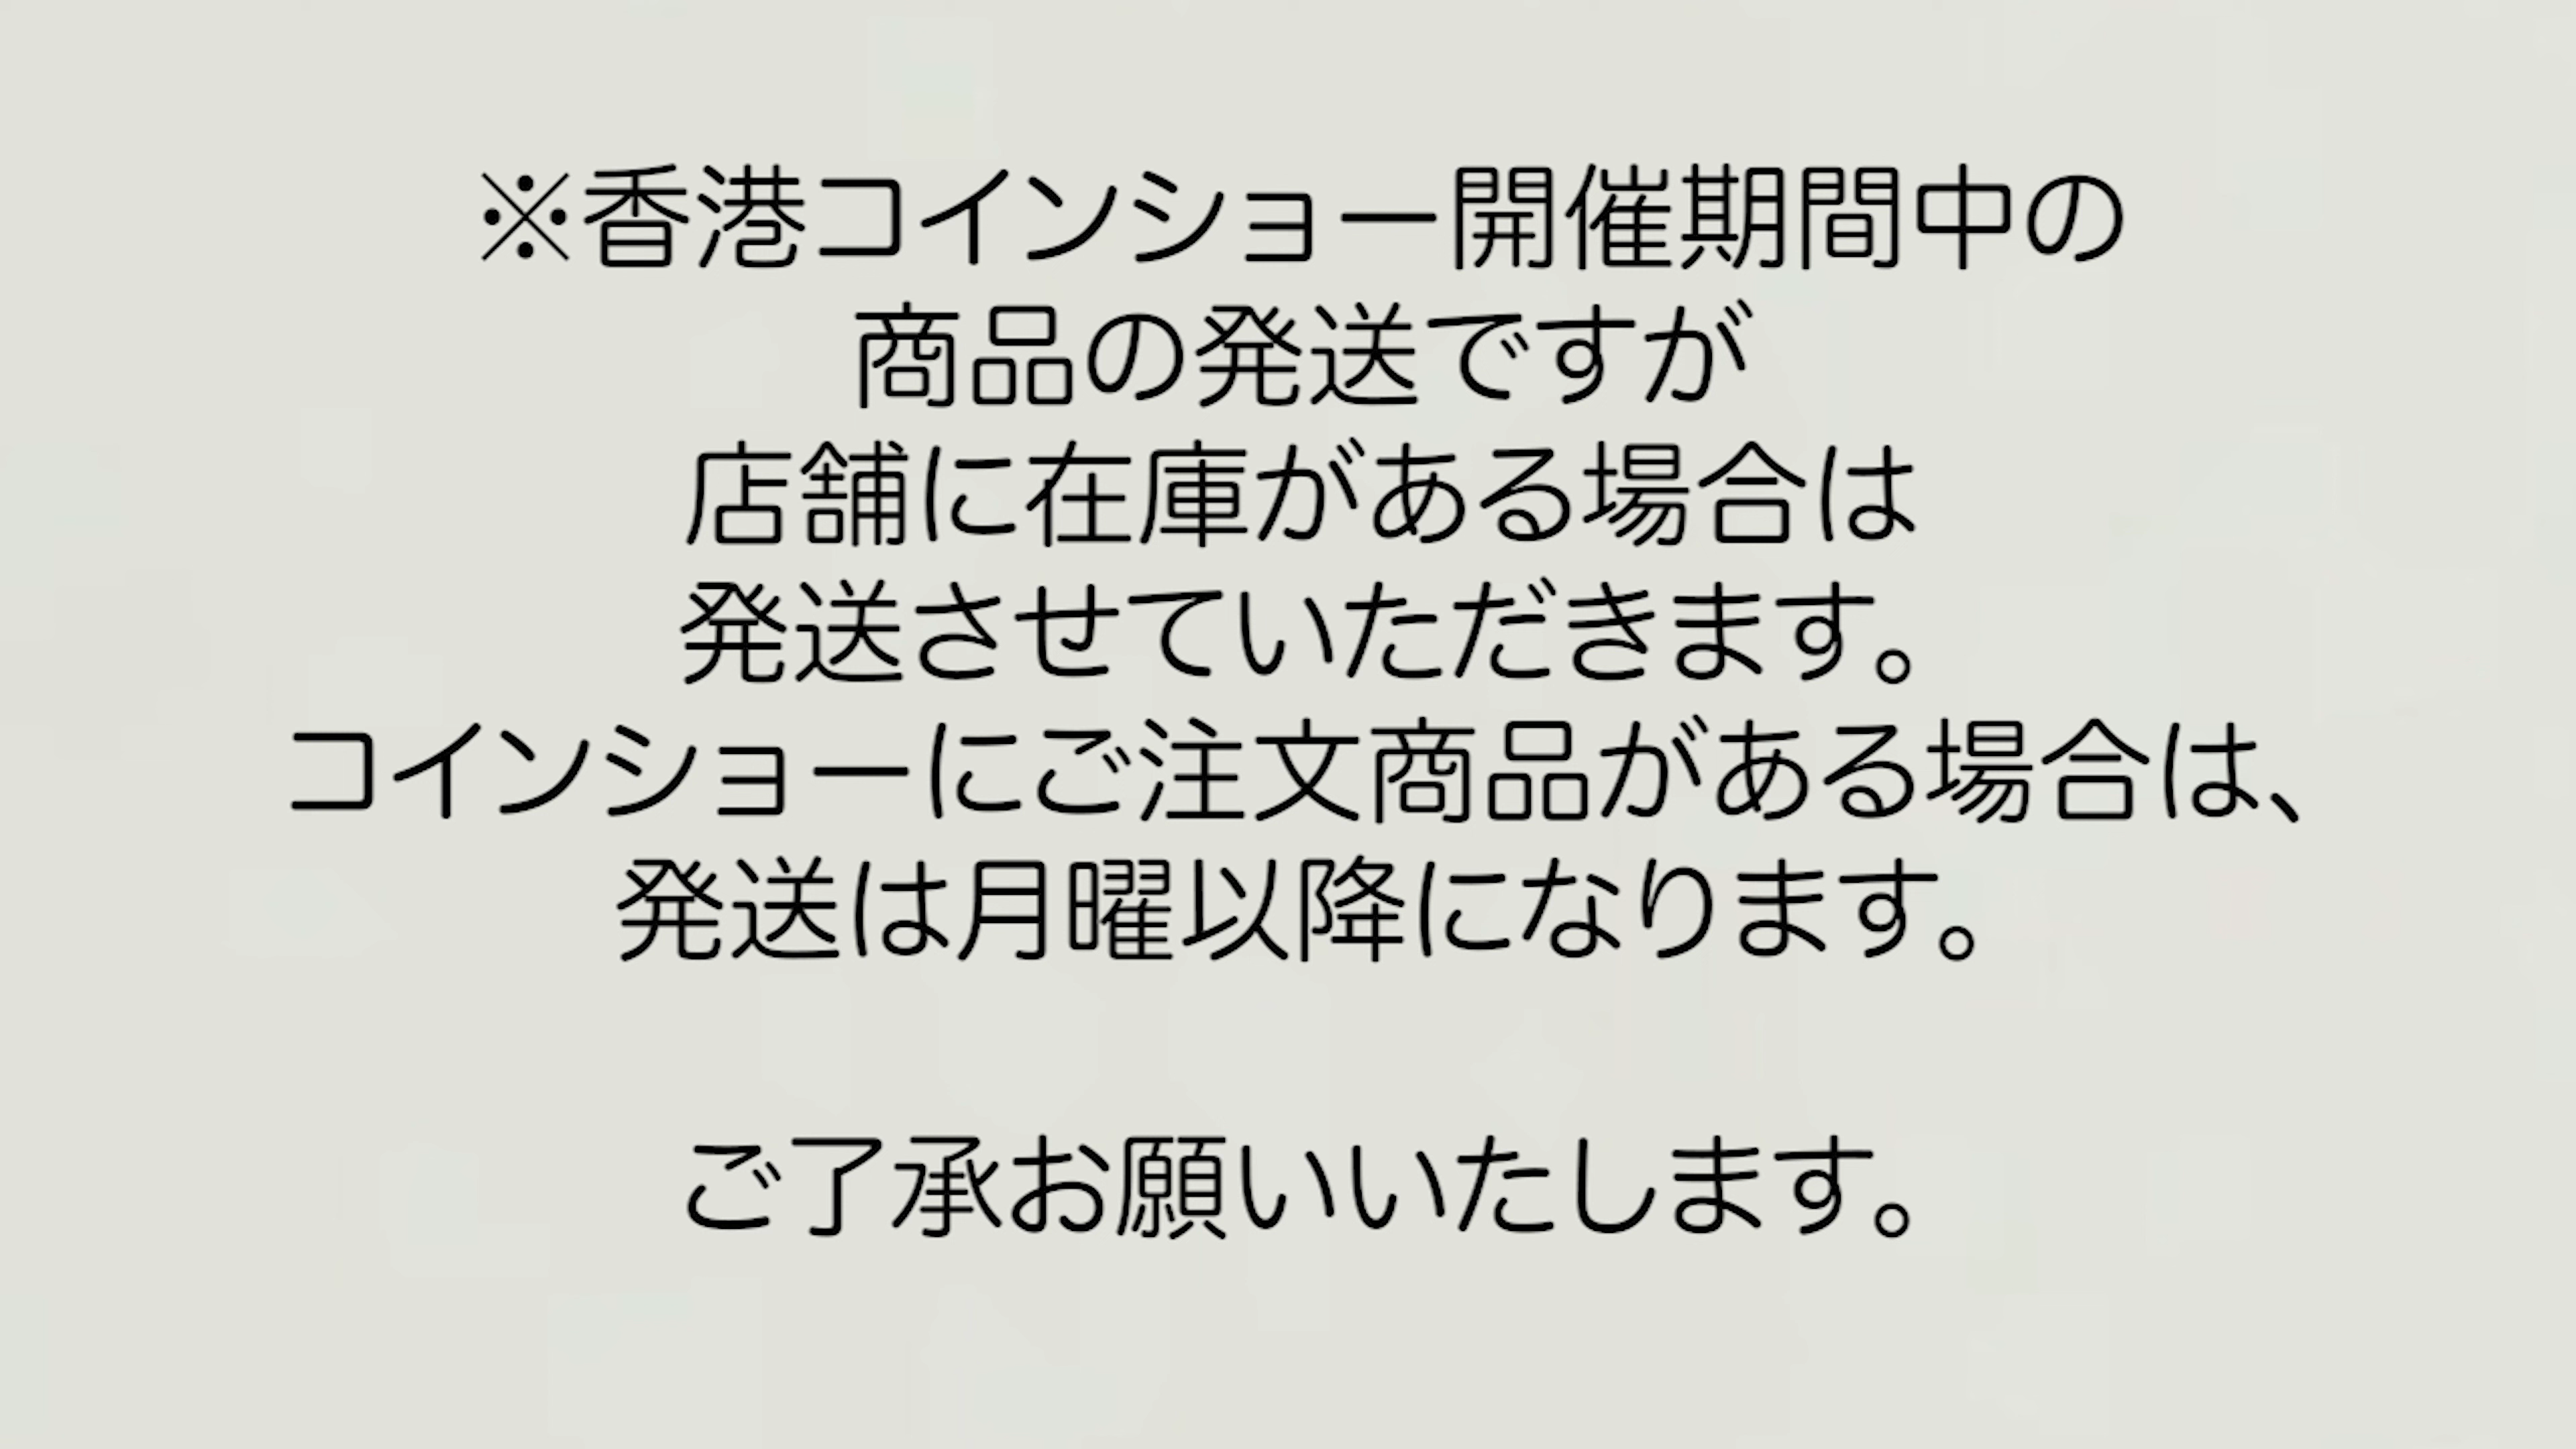 ※香港コインショー開催期間中の
商品の発送ですが
店舗に在庫がある場合は
発送させていただきます。
コインショーにご注文商品がある場合は、
発送は月曜以降になります。
ご了承お願いいたします。